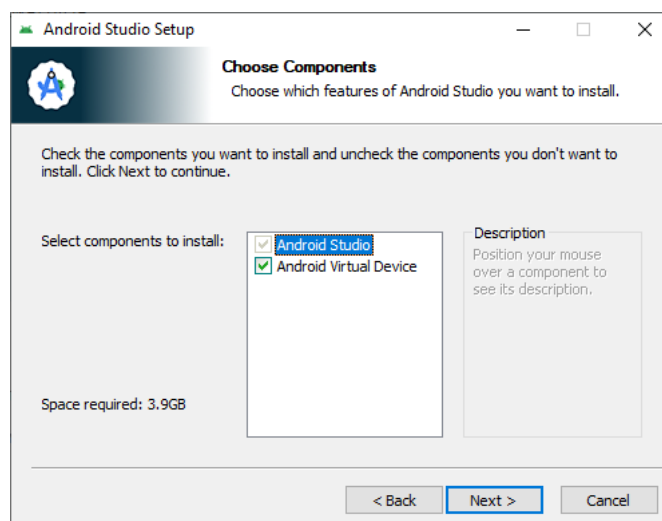 Android Studio Setup
Choose Components
Choose which features of Android Studio you want to install.
Check the components you want to install and uncheck the components you don't want to
install. Click Next to continue.
Select components to install:
Android Studio
Android Virtual Device
Description
Position your mouse
over a component to
see its description.
Space required: 3.9GB
< Back
Next >
Cancel